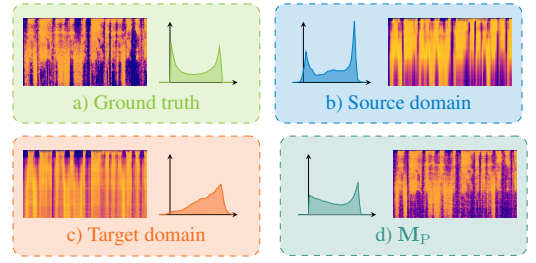 a) Ground truth
b) Source domain
c) Target domain
d) M_P